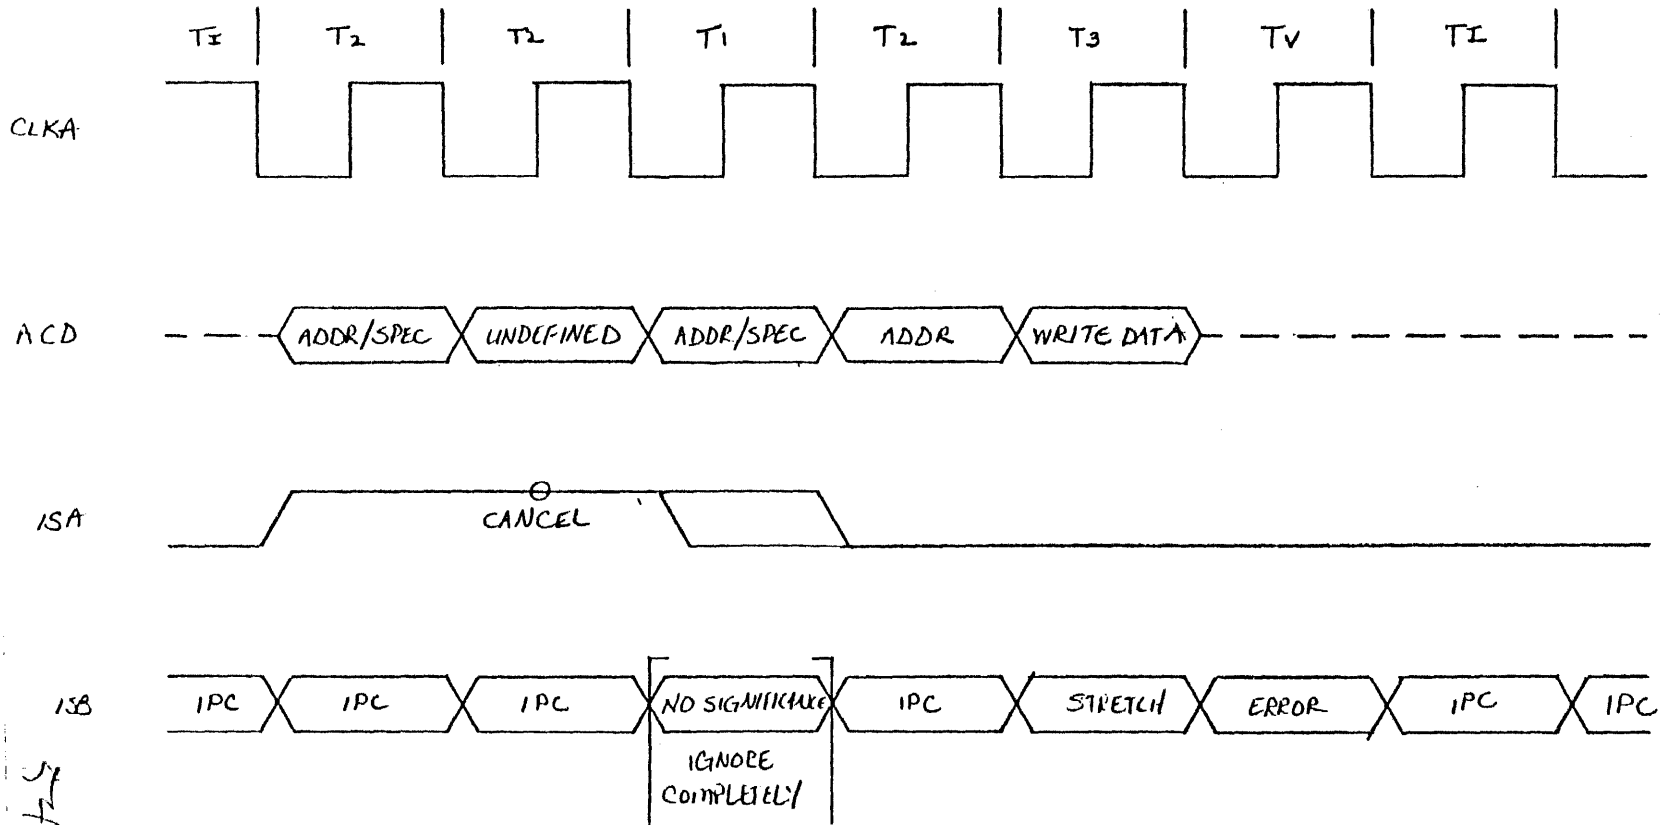 TI T2 T2 T1 T2 T3 TV TI
CLKA
ACD ADDR/SPEC UNDEFINED ADDR/SPEC ADDR WRITE DATA
ISA
CANCEL
ISB IPC IPC IPC NO SIGNIFICANCE IPC STRETCH ERROR IPC IPC
IGNORE
COMPLETELY